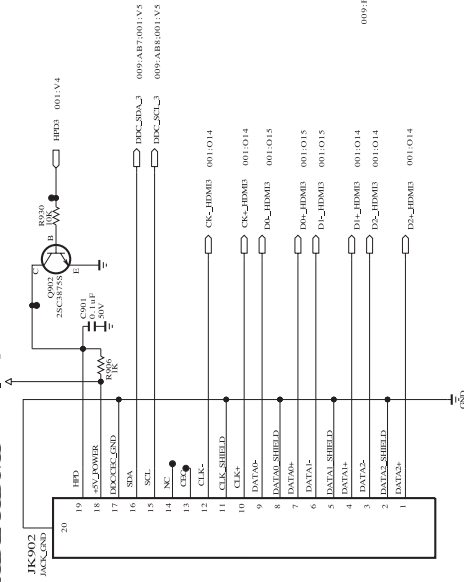 JK902
JACK_GND
20
19
HPD
18
+5V_POWER
17
DDC/CEC_GND
16
SDA
15
SCL
14
NC
13
CEC
12
CLK-
11
CLK_SHIELD
10
CLK+
9
DATA0-
8
DATA0_SHIELD
7
DATA0+
6
DATA1-
5
DATA1_SHIELD
4
DATA1+
3
DATA2-
2
DATA2_SHIELD
1
DATA2+
GND
R906
1K
C901
0.1uF
50V
Q902
2SC3875S
C
B
E
R930
10K
HPD3 001:V4
DDC_SDA_3 009:AB7;001:V5
DDC_SCL_3 009:AB8;001:V5
CK-_HDMI3 001:O14
CK+_HDMI3 001:O14
D0-_HDMI3 001:O15
D0+_HDMI3 001:O15
D1-_HDMI3 001:O15
D1+_HDMI3 001:O14
D2-_HDMI3 001:O14
D2+_HDMI3 001:O14